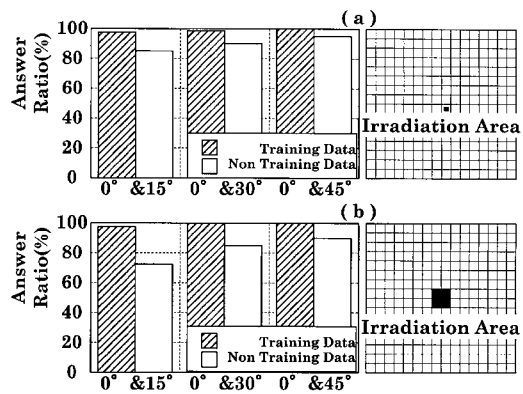 ( a )
Answer Ratio(%)
100
80
60
40
20
0
Training Data
Non Training Data
0° &15° 0° &30° 0° &45°
Irradiation Area
( b )
Answer Ratio(%)
100
80
60
40
20
0
Training Data
Non Training Data
0° &15° 0° &30° 0° &45°
Irradiation Area